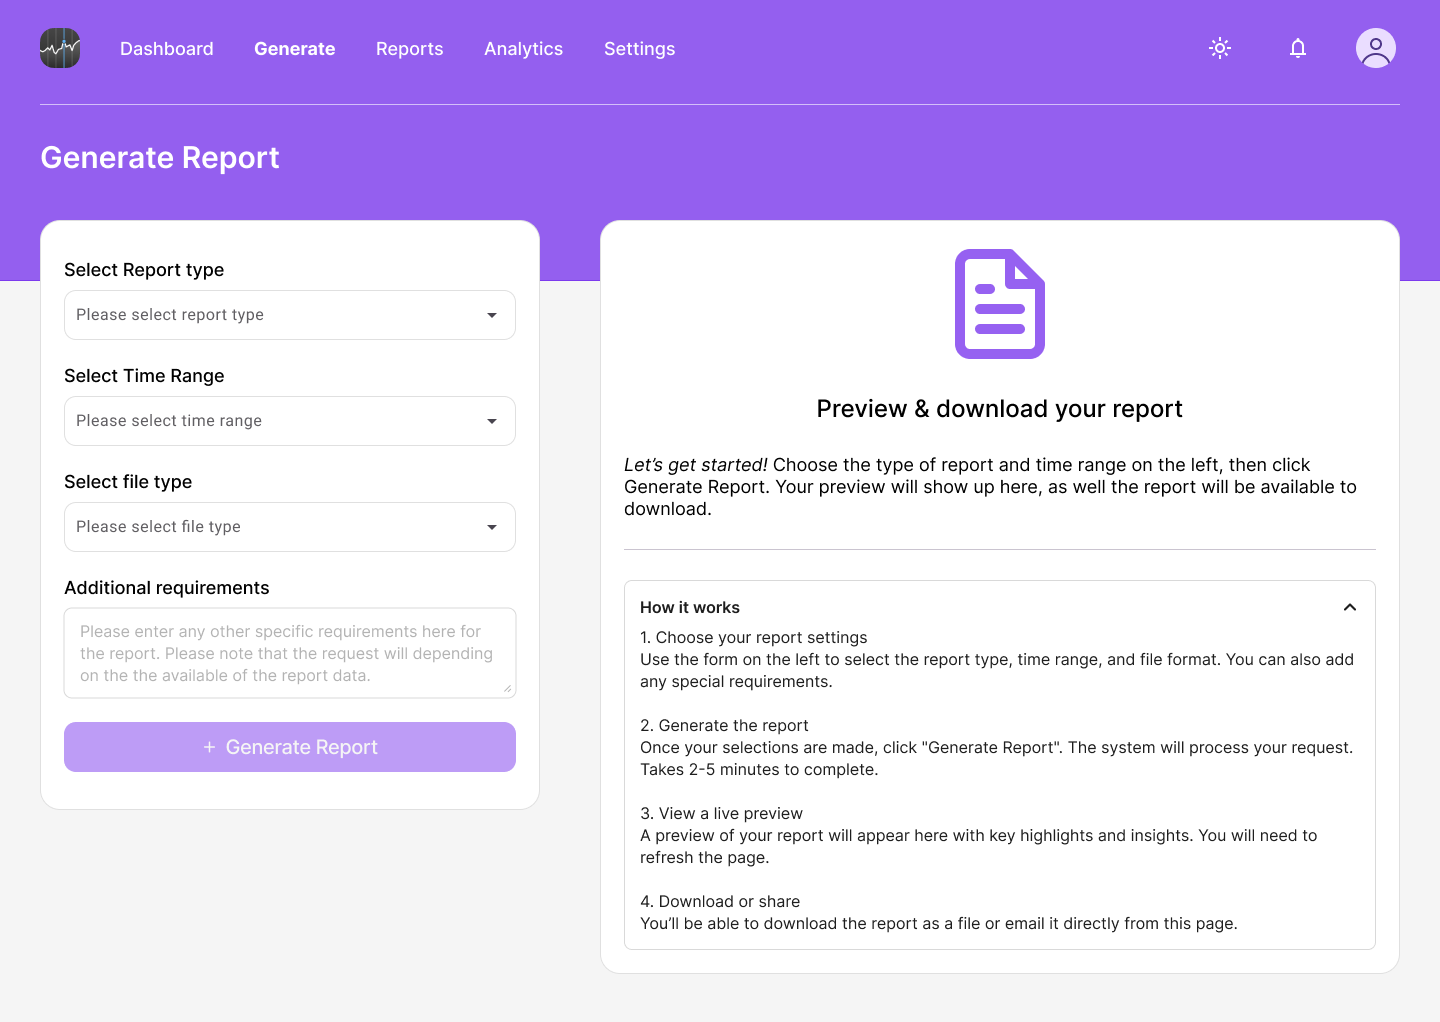 Dashboard
Generate
Reports
Analytics
Settings
Generate Report
Select Report type
Please select report type
Select Time Range
Please select time range
Select file type
Please select file type
Additional requirements
Please enter any other specific requirements here for
the report. Please note that the request will depending
on the the available of the report data.
+ Generate Report
Preview & download your report
Let’s get started! Choose the type of report and time range on the left, then click
Generate Report. Your preview will show up here, as well the report will be available to
download.
How it works
1. Choose your report settings
Use the form on the left to select the report type, time range, and file format. You can also add
any special requirements.
2. Generate the report
Once your selections are made, click "Generate Report". The system will process your request.
Takes 2-5 minutes to complete.
3. View a live preview
A preview of your report will appear here with key highlights and insights. You will need to
refresh the page.
4. Download or share
You’ll be able to download the report as a file or email it directly from this page.